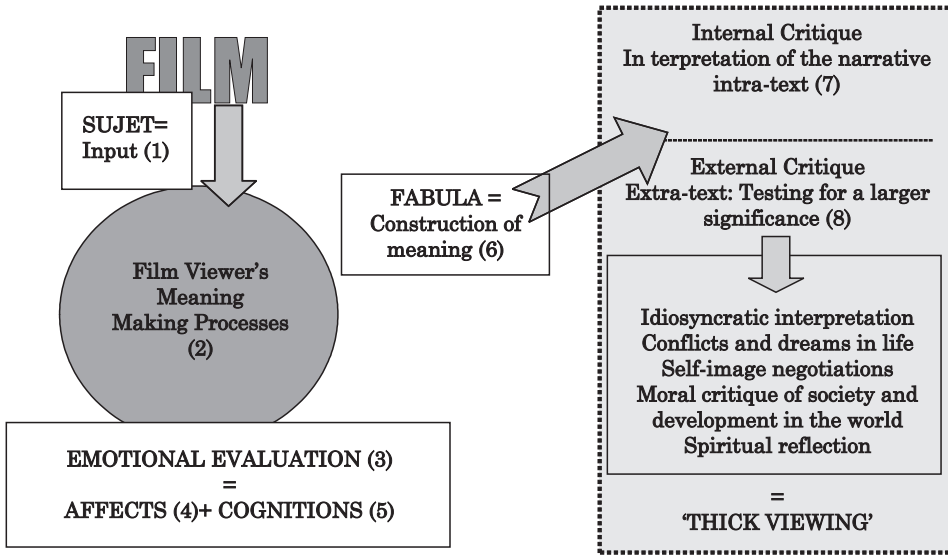 FILM
SUJET=
Input (1)
Film Viewer's
Meaning
Making Processes
(2)
EMOTIONAL EVALUATION (3)
=
AFFECTS (4)+ COGNITIONS (5)
FABULA =
Construction of
meaning (6)
Internal Critique
In terpretation of the narrative
intra-text (7)
External Critique
Extra-text: Testing for a larger
significance (8)
Idiosyncratic interpretation
Conflicts and dreams in life
Self-image negotiations
Moral critique of society and
development in the world
Spiritual reflection
=
‘THICK VIEWING’